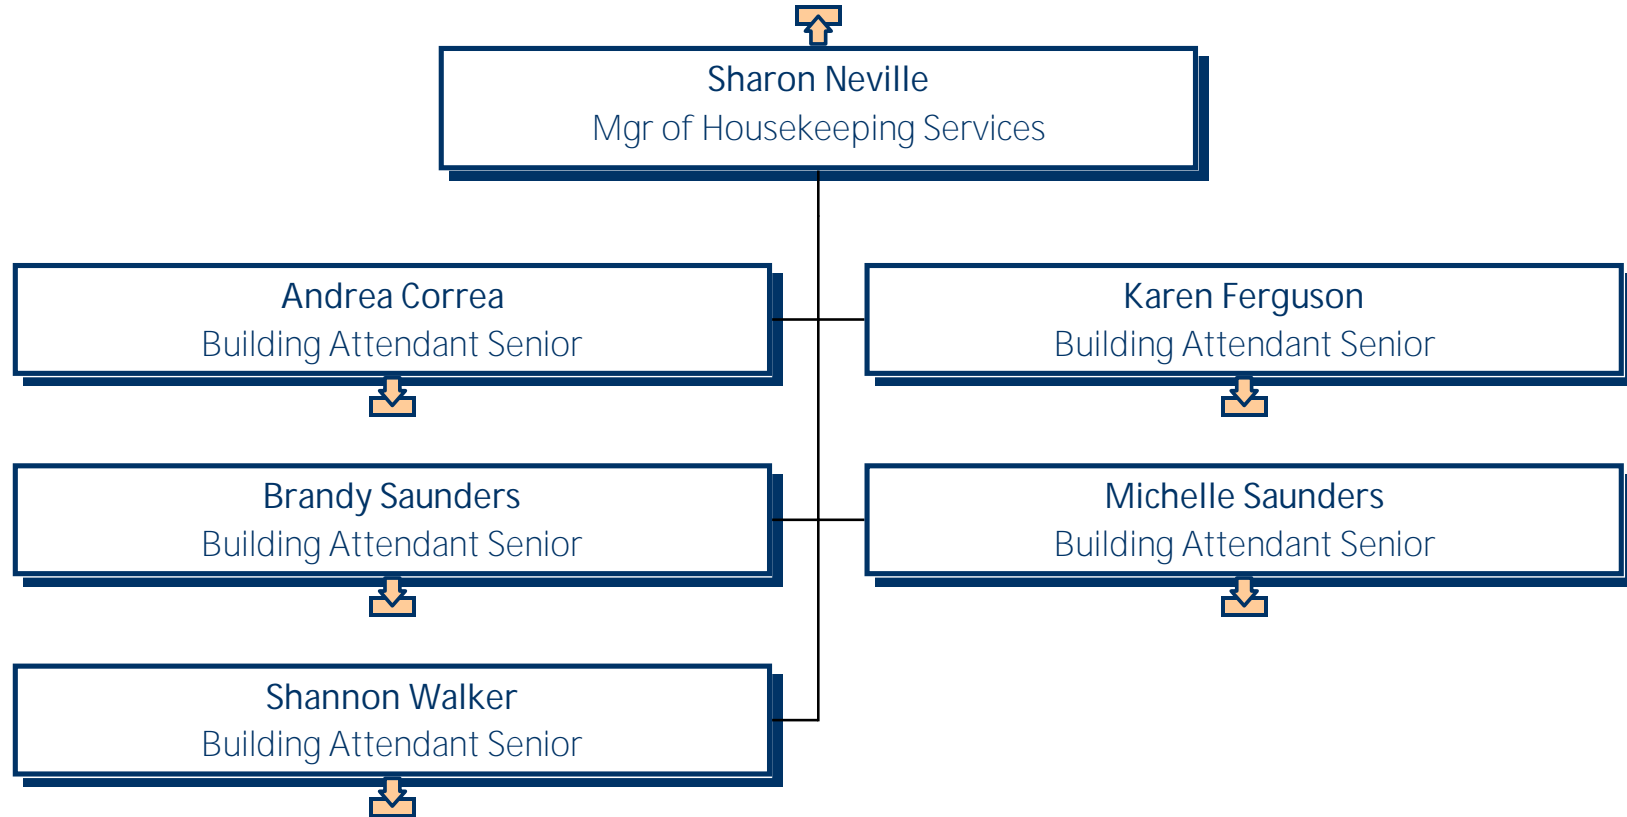 Sharon Neville
Mgr of Housekeeping Services
Andrea Correa
Building Attendant Senior
Karen Ferguson
Building Attendant Senior
Brandy Saunders
Building Attendant Senior
Michelle Saunders
Building Attendant Senior
Shannon Walker
Building Attendant Senior